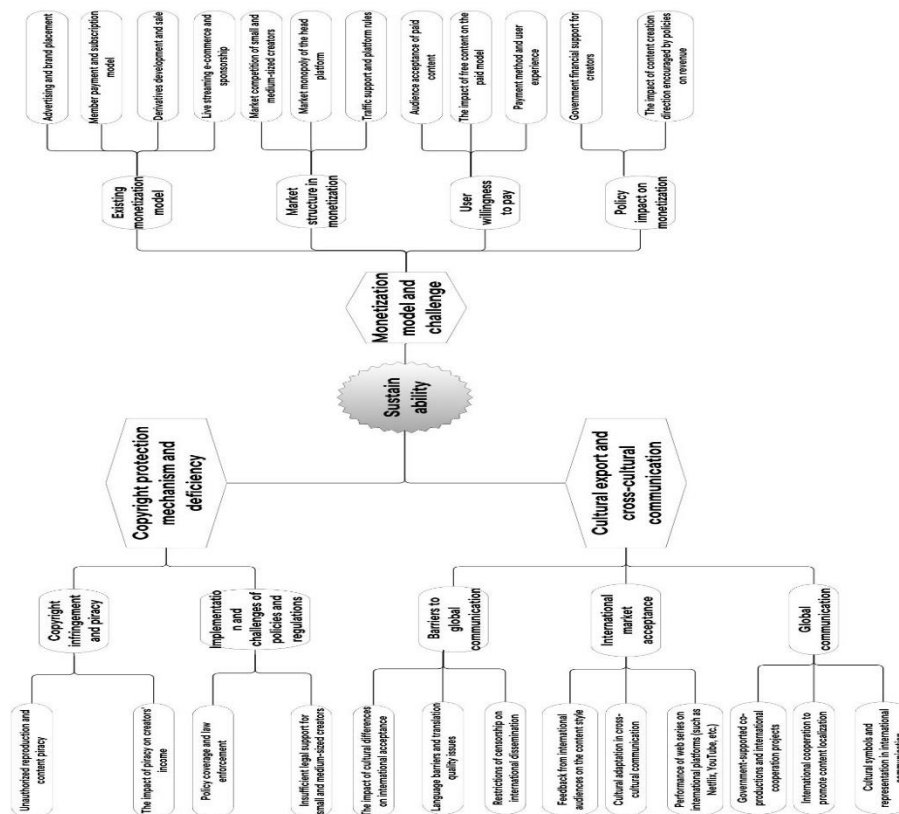 Advertising and brand placement
Member payment and subscription
model
Derivatives development and sale
Live streaming e-commerce and
sponsorship
Market competition of small and
medium-sized creators
Market monopoly of the head
platform
Traffic support and platform rules
Audience acceptance of paid
content
The impact of free content on the
paid model
Payment method and user
experience
Government financial support for
creators
The impact of content creation
direction encouraged by policies
on revenue
Existing
monetization
model
Market
structure in
monetization
User
willingness
to pay
Policy
impact on
monetization
Monetization
model and
challenge
Sustain
ability
Copyright protection
mechanism and
deficiency
Cultural export and
cross-cultural
communication
Copyright
infringement
and piracy
Implementatio
n and
challenges of
policies and
regulations
Barriers to
global
communication
International
market
acceptance
Global
communication
Unauthorized reproduction and
content piracy
The impact of piracy on creators'
income
Policy coverage and law
enforcement
Insufficient legal support for
small and medium-sized creators
The impact of cultural differences
on international acceptance
Language barriers and translation
quality issues
Restrictions of censorship on
international dissemination
Feedback from international
audiences on the content style
Cultural adaptation in cross-
cultural communication
Performance of web series on
international platforms (such as
Netflix, YouTube, etc.)
Government-supported co-
productions and international
cooperation projects
International cooperation to
promote content localization
Cultural symbols and
representation in international